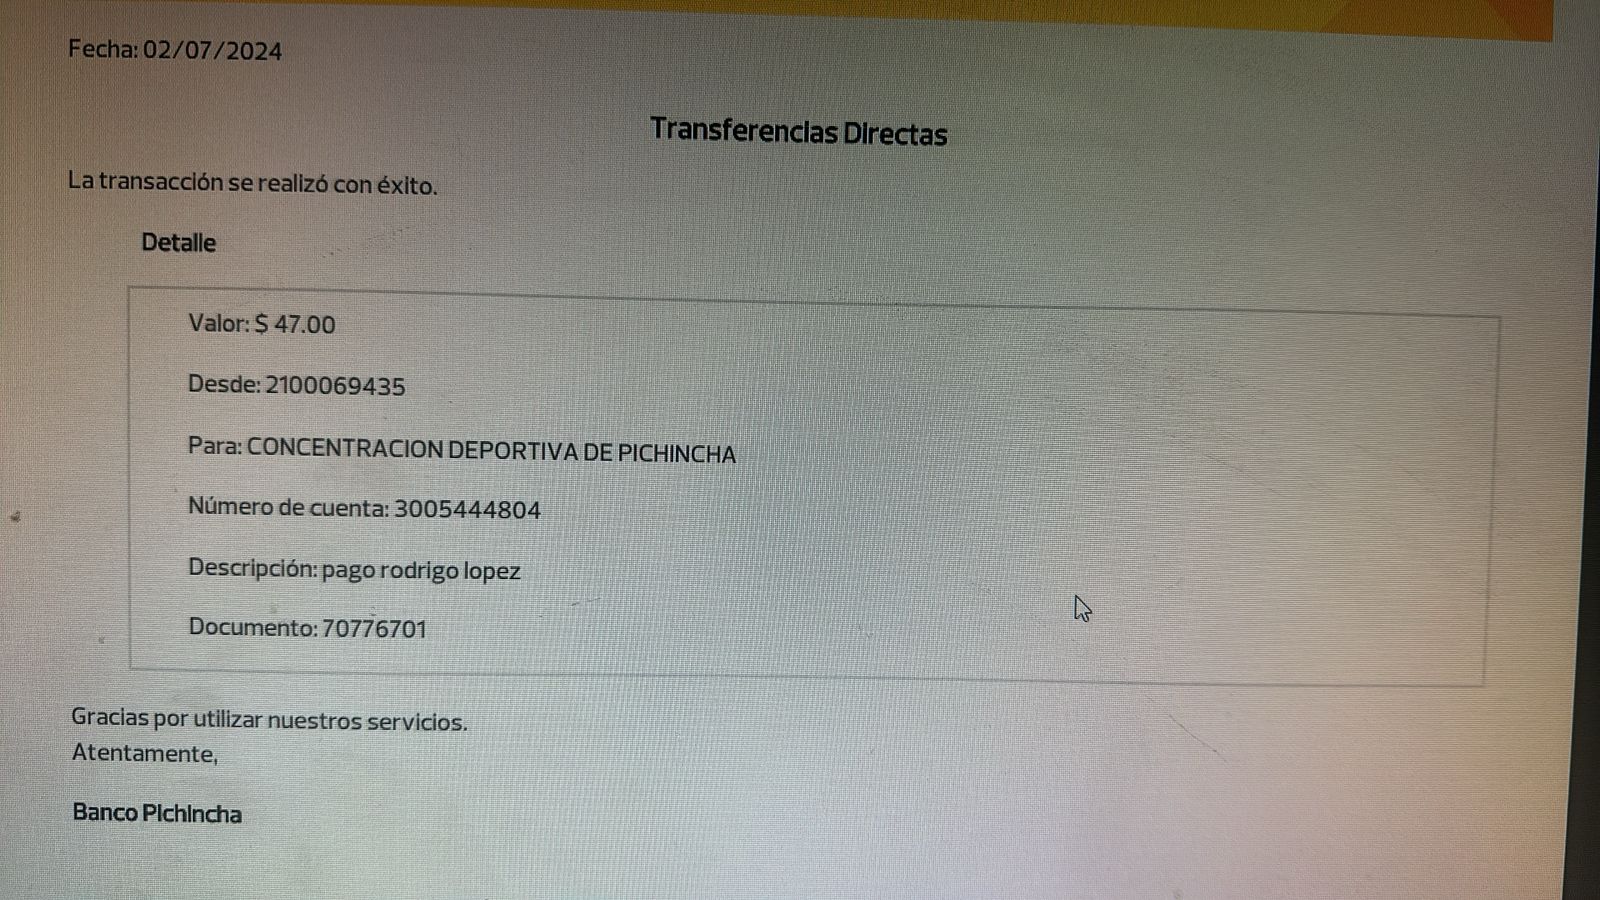 Fecha: 02/07/2024
Transferencias Directas
La transacción se realizó con éxito.
Detalle
Valor: $ 47.00
Desde: 2100069435
Para: CONCENTRACION DEPORTIVA DE PICHINCHA
Número de cuenta: 3005444804
Descripción: pago rodrigo lopez
Documento: 70776701
Gracias por utilizar nuestros servicios.
Atentamente,
Banco Pichincha